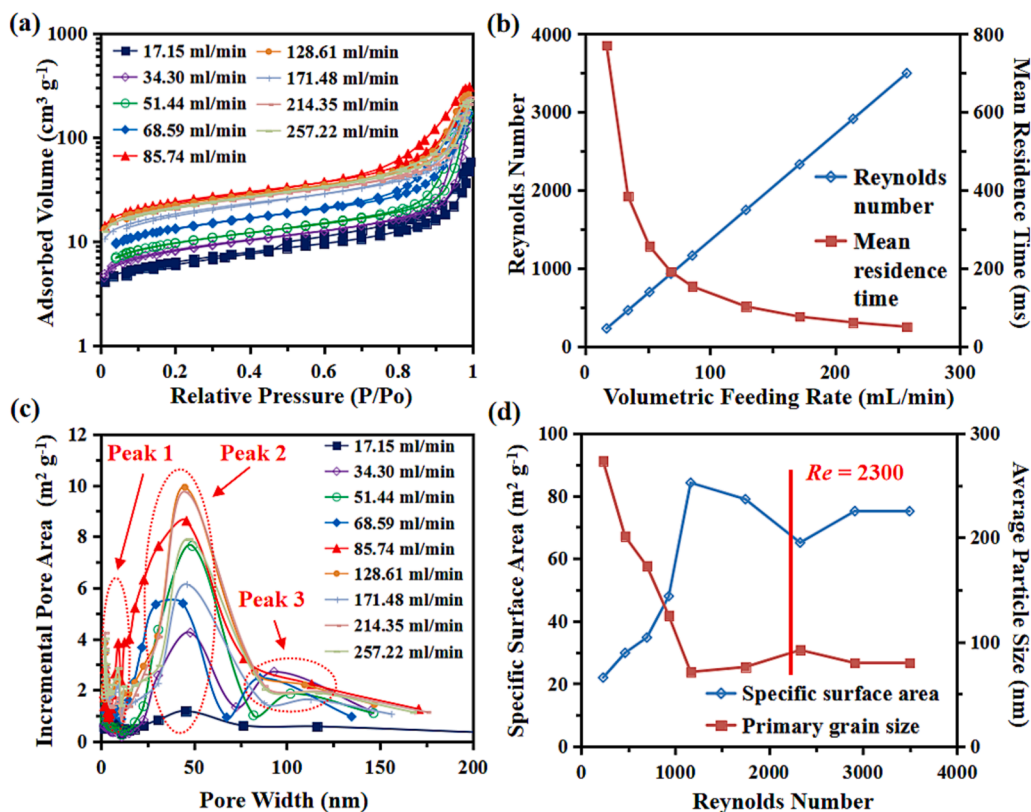 (a)
1000
100
10
1
Adsorbed Volume (cm³ g⁻¹)
17.15 ml/min
34.30 ml/min
51.44 ml/min
68.59 ml/min
85.74 ml/min
128.61 ml/min
171.48 ml/min
214.35 ml/min
257.22 ml/min
0 0.2 0.4 0.6 0.8 1
Relative Pressure (P/Po)
(b)
4000
3000
2000
1000
0
Reynolds Number
800
700
600
500
400
300
200
100
0
Mean Residence Time (ms)
Reynolds
number
Mean
residence
time
0 100 200 300
Volumetric Feeding Rate (mL/min)
(c)
12
10
8
6
4
2
0
Incremental Pore Area (m² g⁻¹)
Peak 1
Peak 2
Peak 3
17.15 ml/min
34.30 ml/min
51.44 ml/min
68.59 ml/min
85.74 ml/min
128.61 ml/min
171.48 ml/min
214.35 ml/min
257.22 ml/min
0 50 100 150 200
Pore Width (nm)
(d)
100
80
60
40
20
0
Specific Surface Area (m² g⁻¹)
300
200
100
0
Average Particle Size (nm)
Re = 2300
Specific surface area
Primary grain size
0 1000 2000 3000 4000
Reynolds Number